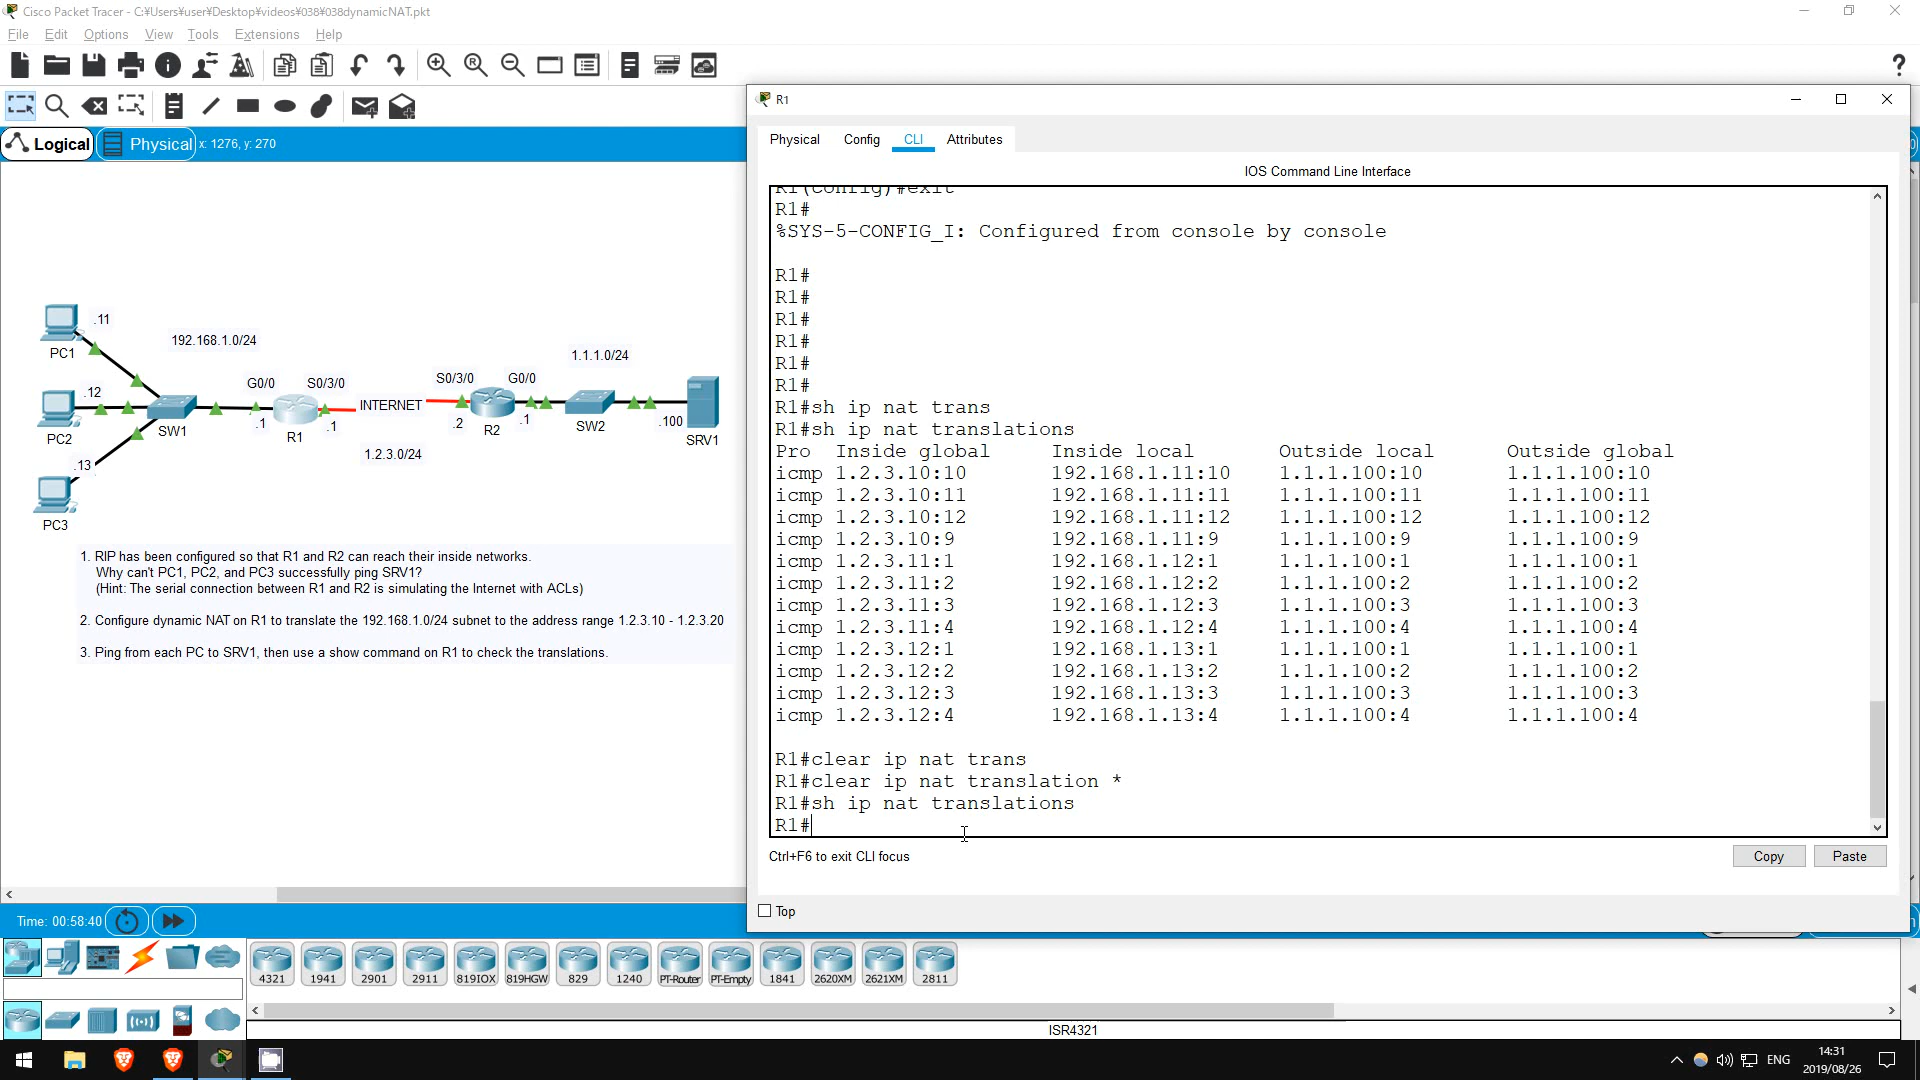 Cisco Packet Tracer - C:¥Users¥user¥Desktop¥videos¥038¥038dynamicNAT.pkt
File Edit Options View Tools Extensions Help
Logical Physical x: 1276, y: 270
R1
Physical Config CLI Attributes
IOS Command Line Interface
R1(config)#exit
R1#
%SYS-5-CONFIG_I: Configured from console by console
R1#
R1#
R1#
R1#
R1#
R1#
R1#sh ip nat trans
R1#sh ip nat translations
Pro Inside global Inside local Outside local Outside global
icmp 1.2.3.10:10 192.168.1.11:10 1.1.1.100:10 1.1.1.100:10
icmp 1.2.3.10:11 192.168.1.11:11 1.1.1.100:11 1.1.1.100:11
icmp 1.2.3.10:12 192.168.1.11:12 1.1.1.100:12 1.1.1.100:12
icmp 1.2.3.10:9 192.168.1.11:9 1.1.1.100:9 1.1.1.100:9
icmp 1.2.3.11:1 192.168.1.12:1 1.1.1.100:1 1.1.1.100:1
icmp 1.2.3.11:2 192.168.1.12:2 1.1.1.100:2 1.1.1.100:2
icmp 1.2.3.11:3 192.168.1.12:3 1.1.1.100:3 1.1.1.100:3
icmp 1.2.3.11:4 192.168.1.12:4 1.1.1.100:4 1.1.1.100:4
icmp 1.2.3.12:1 192.168.1.13:1 1.1.1.100:1 1.1.1.100:1
icmp 1.2.3.12:2 192.168.1.13:2 1.1.1.100:2 1.1.1.100:2
icmp 1.2.3.12:3 192.168.1.13:3 1.1.1.100:3 1.1.1.100:3
icmp 1.2.3.12:4 192.168.1.13:4 1.1.1.100:4 1.1.1.100:4
R1#clear ip nat trans
R1#clear ip nat translation *
R1#sh ip nat translations
R1#
Ctrl+F6 to exit CLI focus
Copy Paste
Top
.11
192.168.1.0/24
PC1
1.1.1.0/24
G0/0 S0/3/0 S0/3/0 G0/0
.12
INTERNET
PC2 SW1 .1 R1 .1 .2 R2 .1 SW2 .100 SRV1
1.2.3.0/24
.13
PC3
1. RIP has been configured so that R1 and R2 can reach their inside networks.
Why can't PC1, PC2, and PC3 successfully ping SRV1?
(Hint: The serial connection between R1 and R2 is simulating the Internet with ACLs)
2. Configure dynamic NAT on R1 to translate the 192.168.1.0/24 subnet to the address range 1.2.3.10 - 1.2.3.20
3. Ping from each PC to SRV1, then use a show command on R1 to check the translations.
Time: 00:58:40
4321 1941 2901 2911 819IOX 819HGW 829 1240 PT-Router PT-Empty 1841 2620XM 2621XM 2811
ISR4321
ENG
14:31
2019/08/26